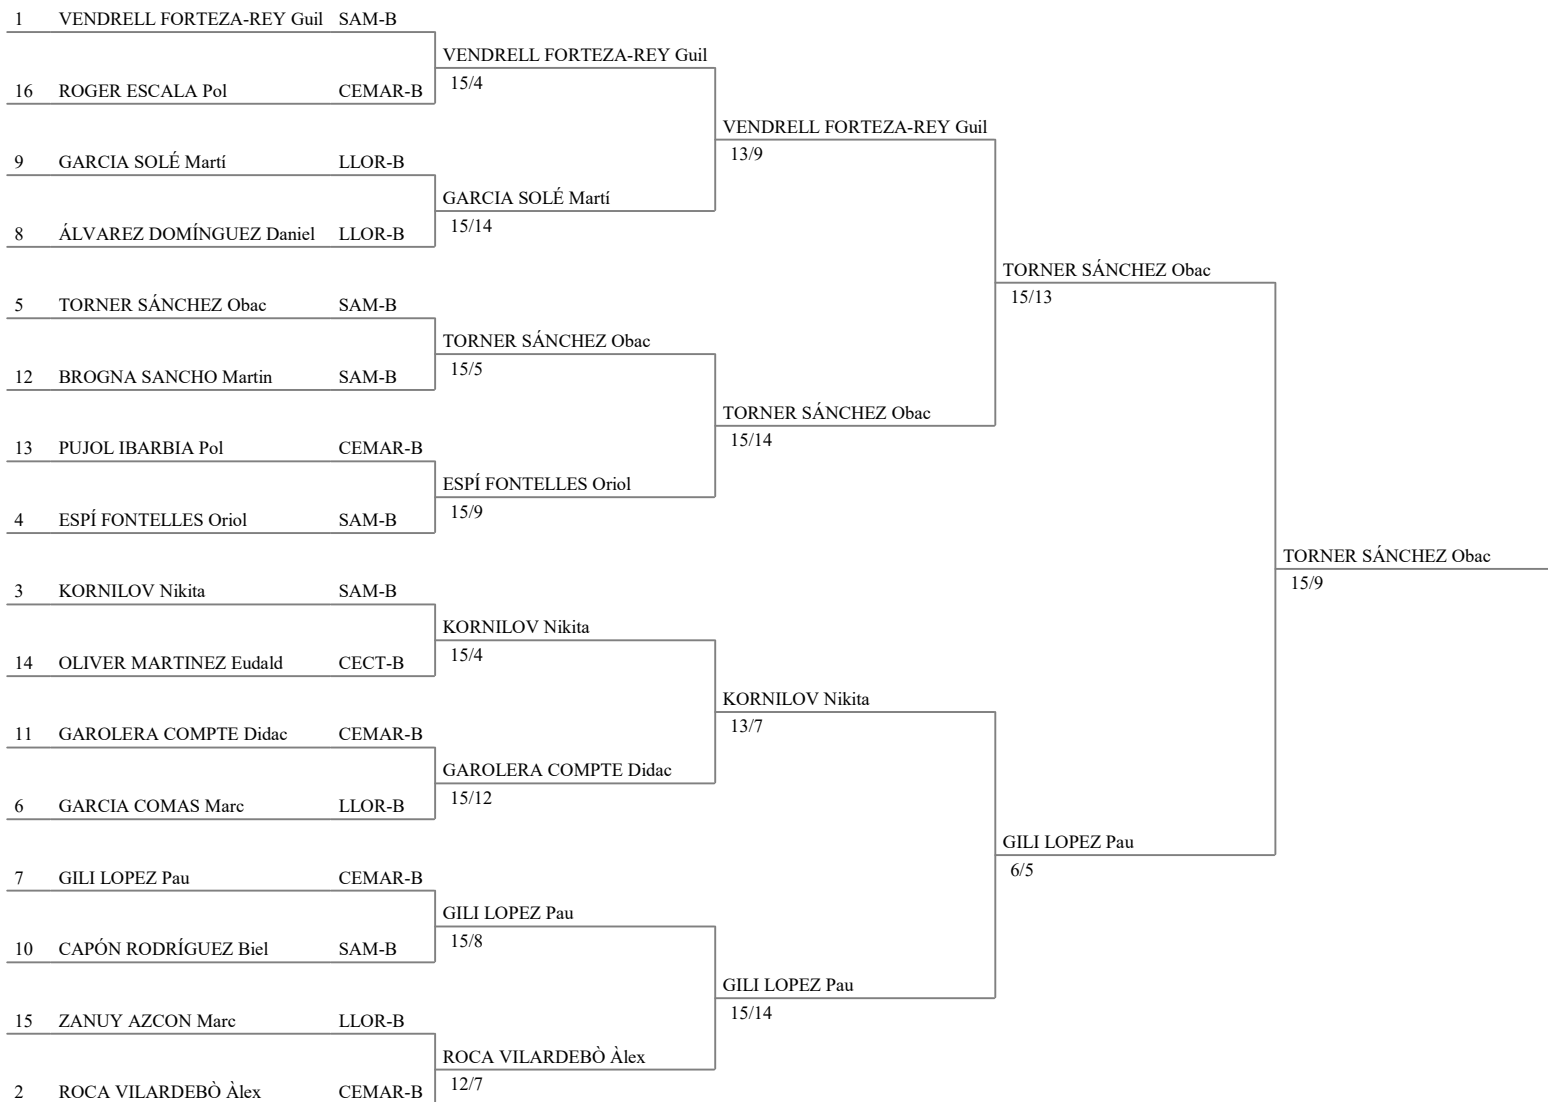 1 VENDRELL FORTEZA-REY Guil SAM-B
VENDRELL FORTEZA-REY Guil
15/4
16 ROGER ESCALA Pol CEMAR-B
VENDRELL FORTEZA-REY Guil
13/9
9 GARCIA SOLÉ Martí LLOR-B
GARCIA SOLÉ Martí
15/14
8 ÁLVAREZ DOMÍNGUEZ Daniel LLOR-B
TORNER SÁNCHEZ Obac
15/13
5 TORNER SÁNCHEZ Obac SAM-B
TORNER SÁNCHEZ Obac
15/5
12 BROGNA SANCHO Martin SAM-B
TORNER SÁNCHEZ Obac
15/14
13 PUJOL IBARBIA Pol CEMAR-B
ESPÍ FONTELLES Oriol
15/9
4 ESPÍ FONTELLES Oriol SAM-B
TORNER SÁNCHEZ Obac
15/9
3 KORNILOV Nikita SAM-B
KORNILOV Nikita
15/4
14 OLIVER MARTINEZ Eudald CECT-B
KORNILOV Nikita
13/7
11 GAROLERA COMPTE Didac CEMAR-B
GAROLERA COMPTE Didac
15/12
6 GARCIA COMAS Marc LLOR-B
GILI LOPEZ Pau
6/5
7 GILI LOPEZ Pau CEMAR-B
GILI LOPEZ Pau
15/8
10 CAPÓN RODRÍGUEZ Biel SAM-B
GILI LOPEZ Pau
15/14
15 ZANUY AZCON Marc LLOR-B
ROCA VILARDEBÒ Àlex
12/7
2 ROCA VILARDEBÒ Àlex CEMAR-B